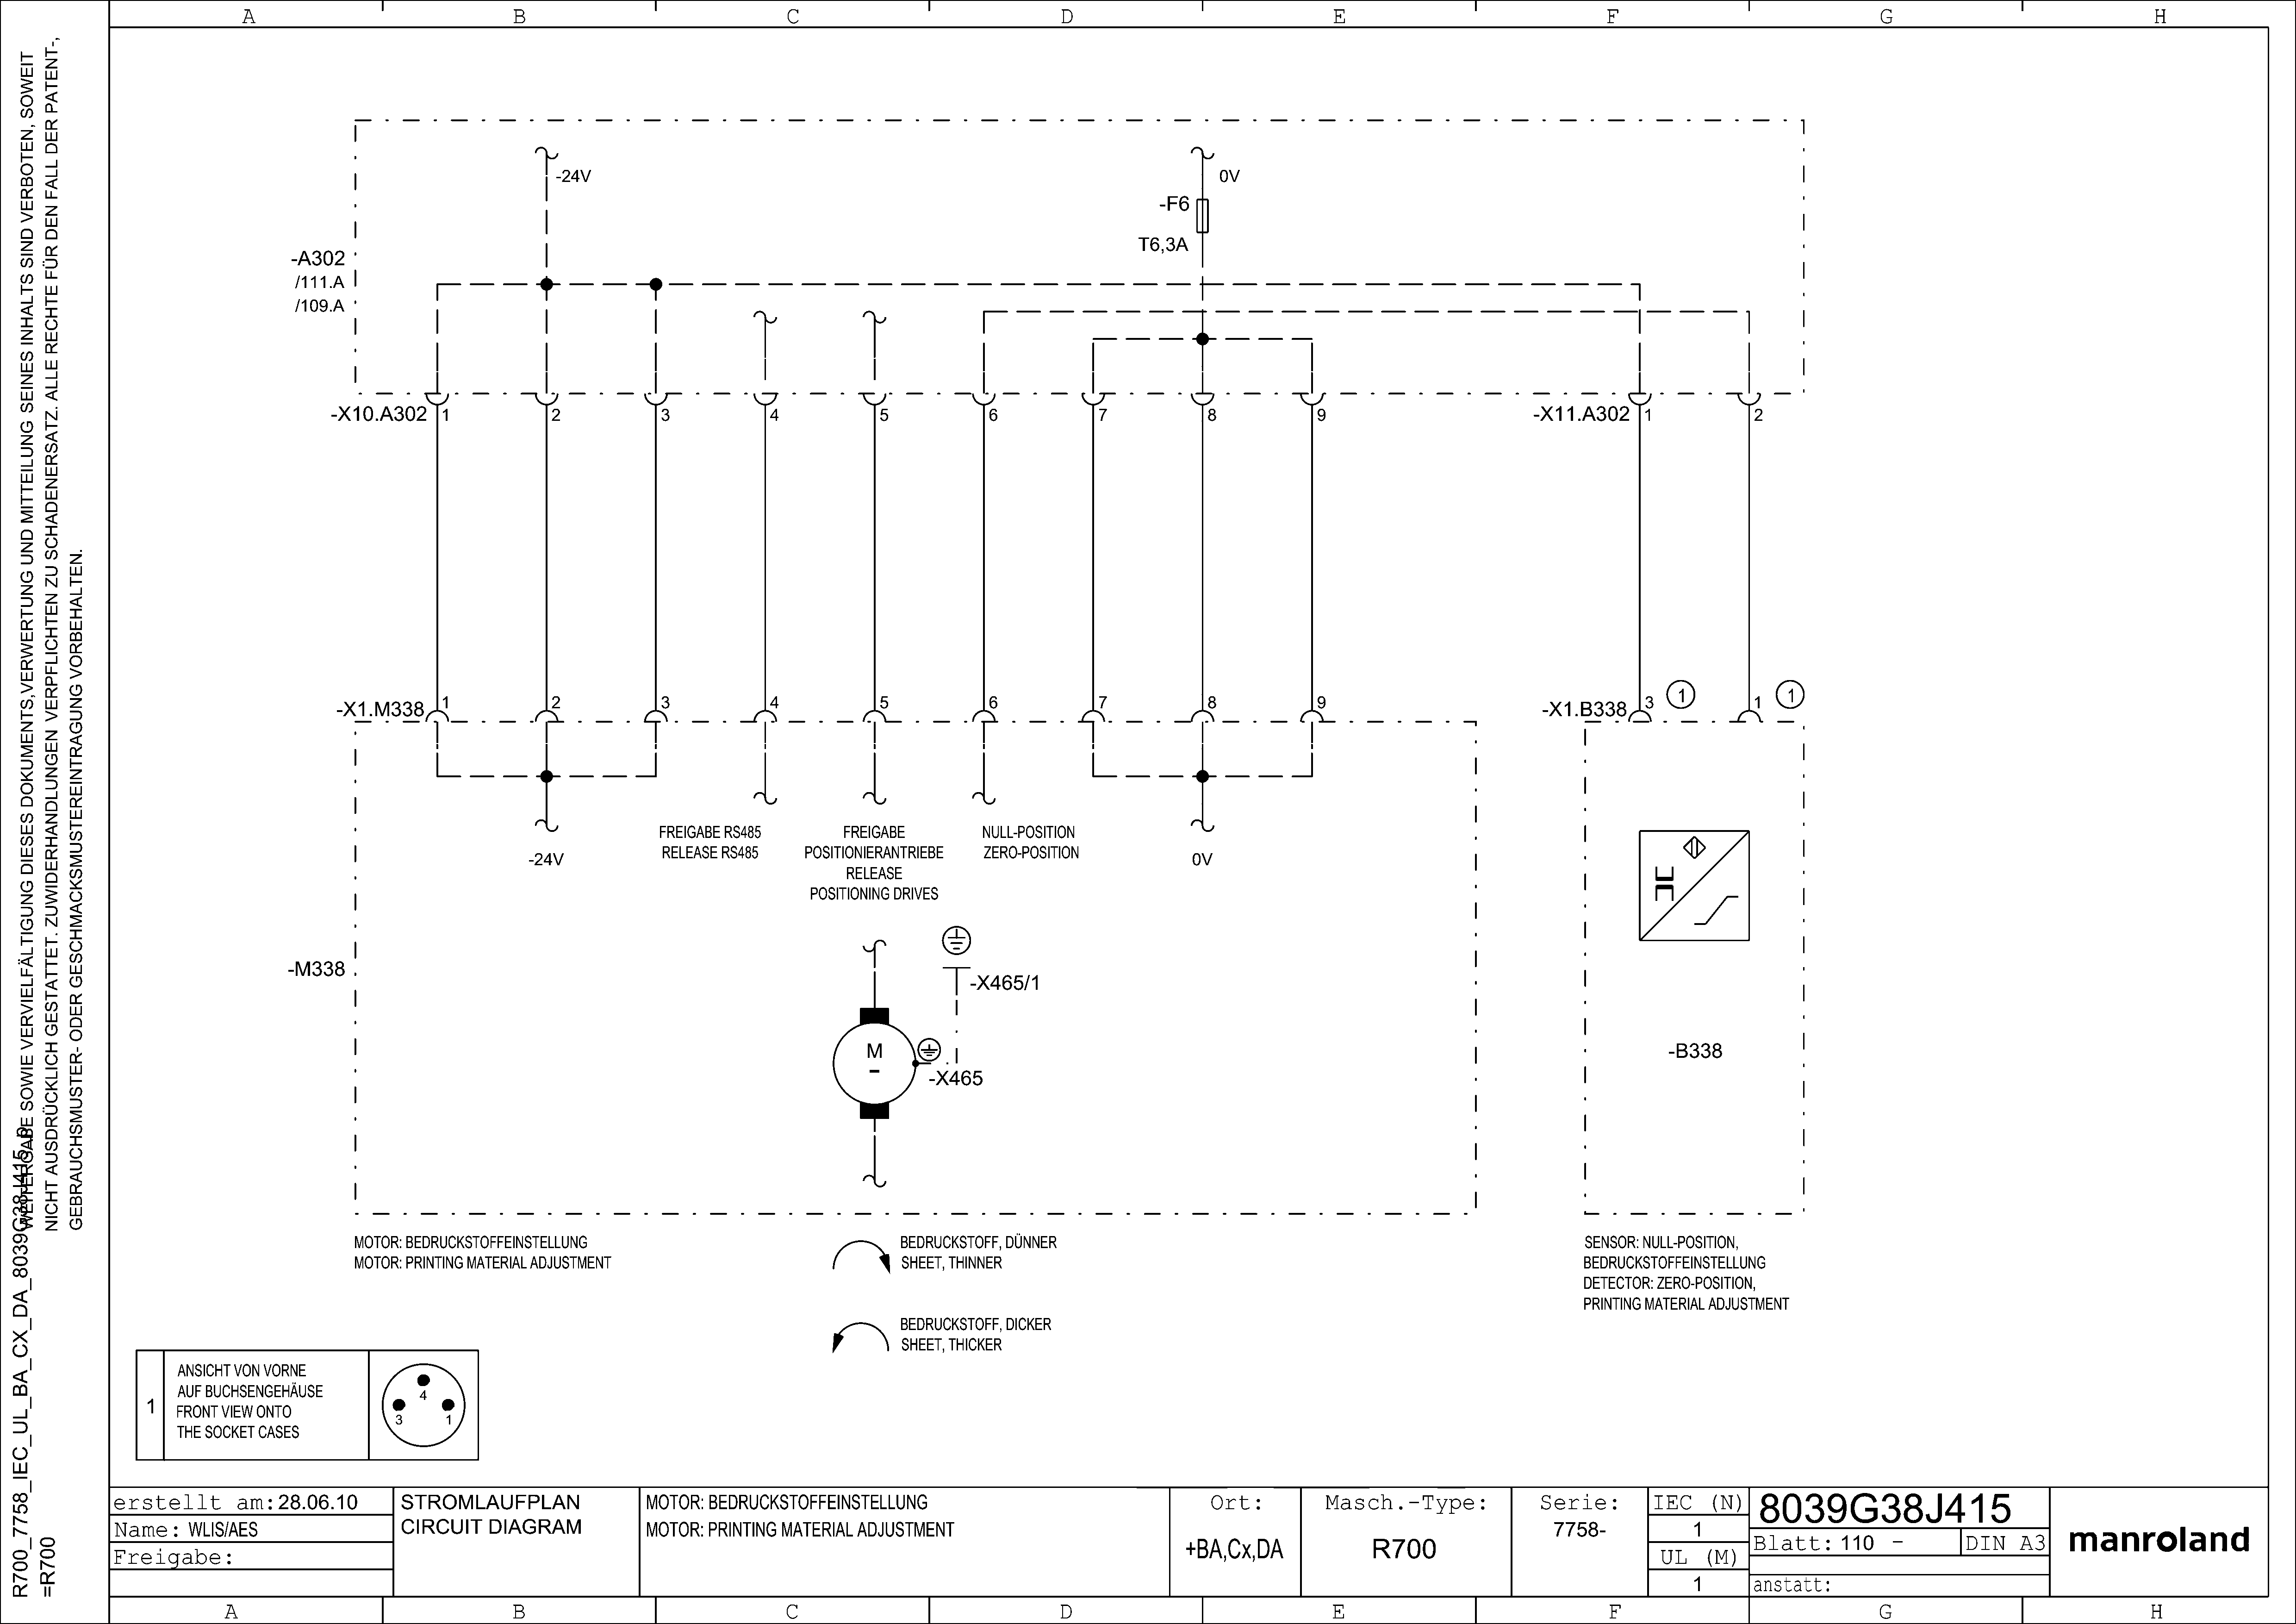 A B C D E F G H
WEITERGABE SOWIE VERVIELFÄLTIGUNG DIESES DOKUMENTS,VERWERTUNG UND MITTEILUNG SEINES INHALTS SIND VERBOTEN, SOWEIT
NICHT AUSDRÜCKLICH GESTATTET. ZUWIDERHANDLUNGEN VERPFLICHTEN ZU SCHADENERSATZ. ALLE RECHTE FÜR DEN FALL DER PATENT-,
GEBRAUCHSMUSTER- ODER GESCHMACKSMUSTEREINTRAGUNG VORBEHALTEN.
R700_7758_IEC_UL_BA_CX_DA_8039G38J415_p
=R700
-24V
0V
-F6
T6,3A
-A302
/111.A
/109.A
-X10.A302 1 2 3 4 5 6 7 8 9
-X11.A302 1 2
-X1.M338 1 2 3 4 5 6 7 8 9
-X1.B338 3 1 1 1
-24V
FREIGABE RS485
RELEASE RS485
FREIGABE
POSITIONIERANTRIEBE
RELEASE
POSITIONING DRIVES
NULL-POSITION
ZERO-POSITION
0V
-M338
-X465/1
M
-
-X465
-B338
MOTOR: BEDRUCKSTOFFEINSTELLUNG
MOTOR: PRINTING MATERIAL ADJUSTMENT
BEDRUCKSTOFF, DÜNNER
SHEET, THINNER
BEDRUCKSTOFF, DICKER
SHEET, THICKER
SENSOR: NULL-POSITION,
BEDRUCKSTOFFEINSTELLUNG
DETECTOR: ZERO-POSITION,
PRINTING MATERIAL ADJUSTMENT
1
ANSICHT VON VORNE
AUF BUCHSENGEHÄUSE
FRONT VIEW ONTO
THE SOCKET CASES
4
3 1
erstellt am: 28.06.10
Name: WLIS/AES
Freigabe:
STROMLAUFPLAN
CIRCUIT DIAGRAM
MOTOR: BEDRUCKSTOFFEINSTELLUNG
MOTOR: PRINTING MATERIAL ADJUSTMENT
Ort:
+BA,Cx,DA
Masch.-Type:
R700
Serie:
7758-
IEC (N)
1
UL (M)
1
8039G38J415
Blatt: 110 -
DIN A3
anstatt:
manroland
A B C D E F G H